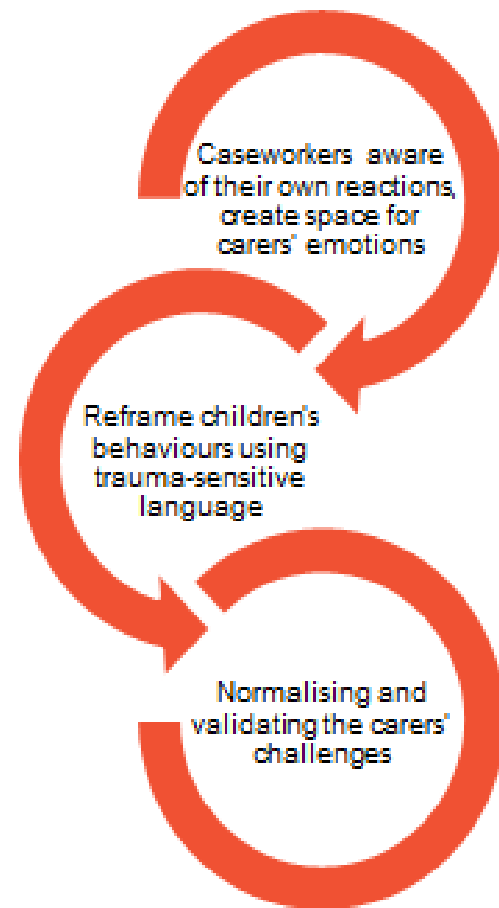 Caseworkers aware
of their own reactions,
create space for
carers' emotions
Reframe children's
behaviours using
trauma-sensitive
language
Normalising and
validating the carers'
challenges